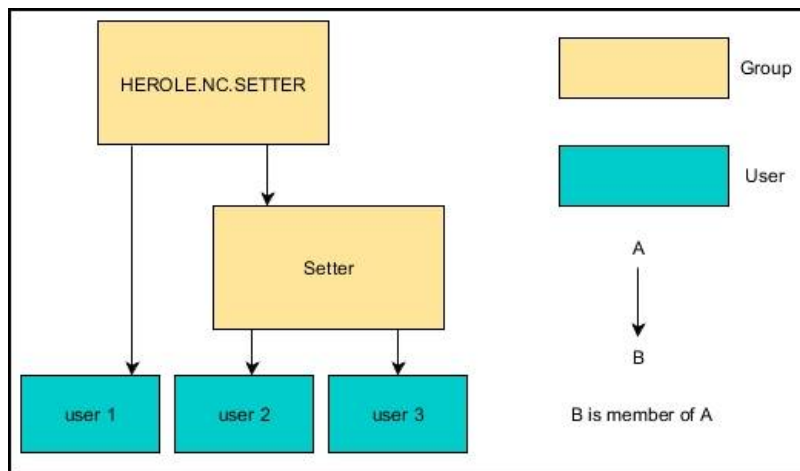 HEROLE.NC.SETTER
Group
User
Setter
A
B
user 1
user 2
user 3
B is member of A